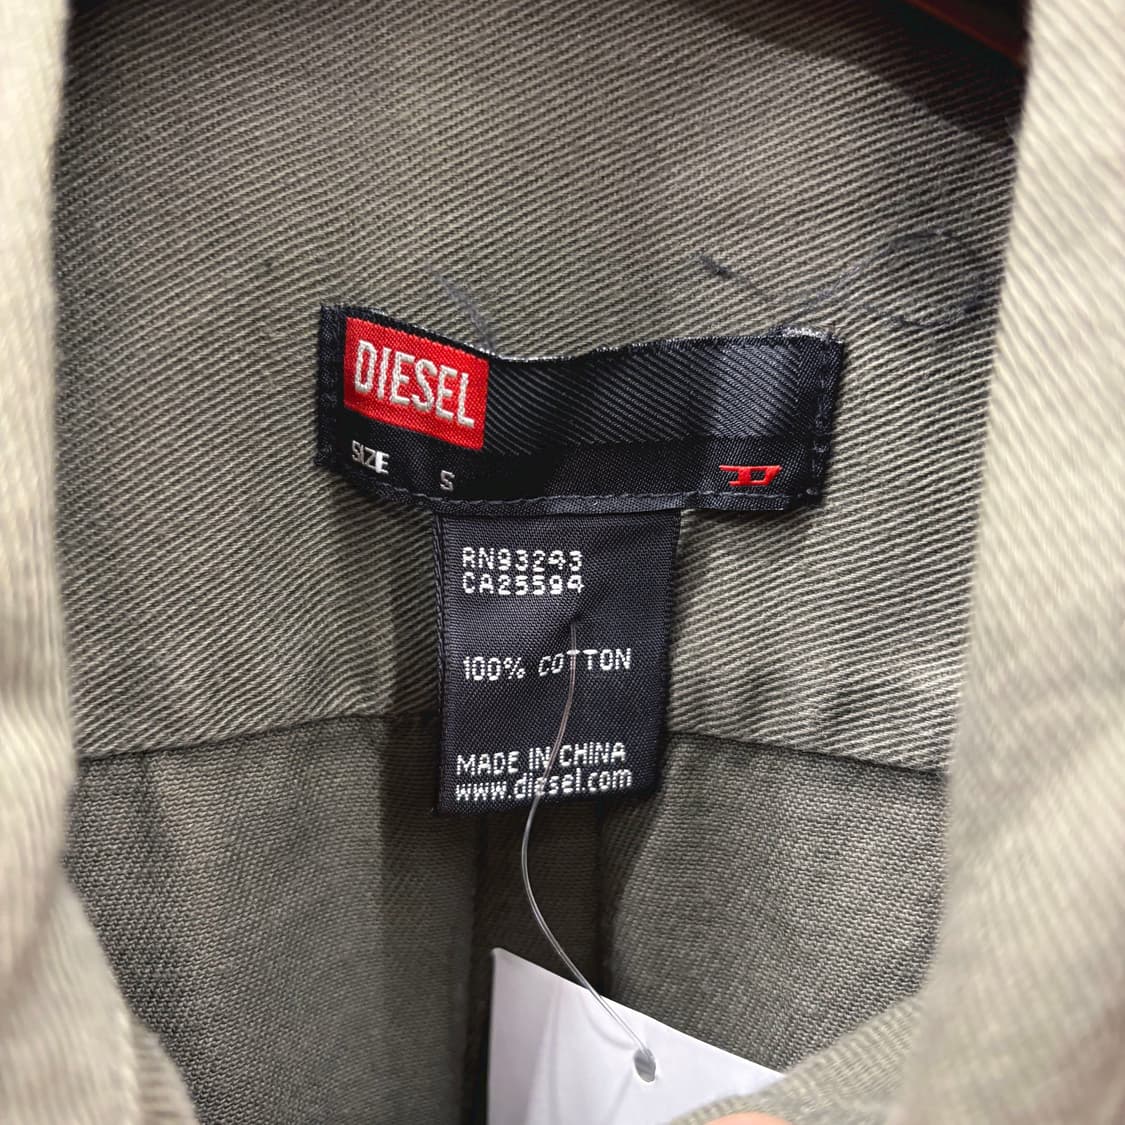 DIESEL
SIZE S
D
RN93243
CA25594
100% COTTON
MADE IN CHINA
www.diesel.com